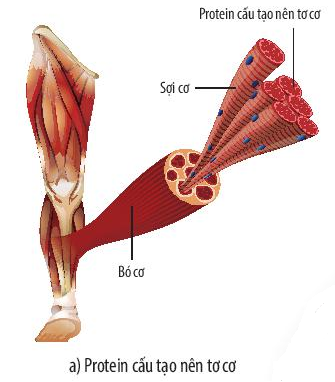 Protein cấu tạo nên tơ cơ
Sợi cơ
Bó cơ
a) Protein cấu tạo nên tơ cơ